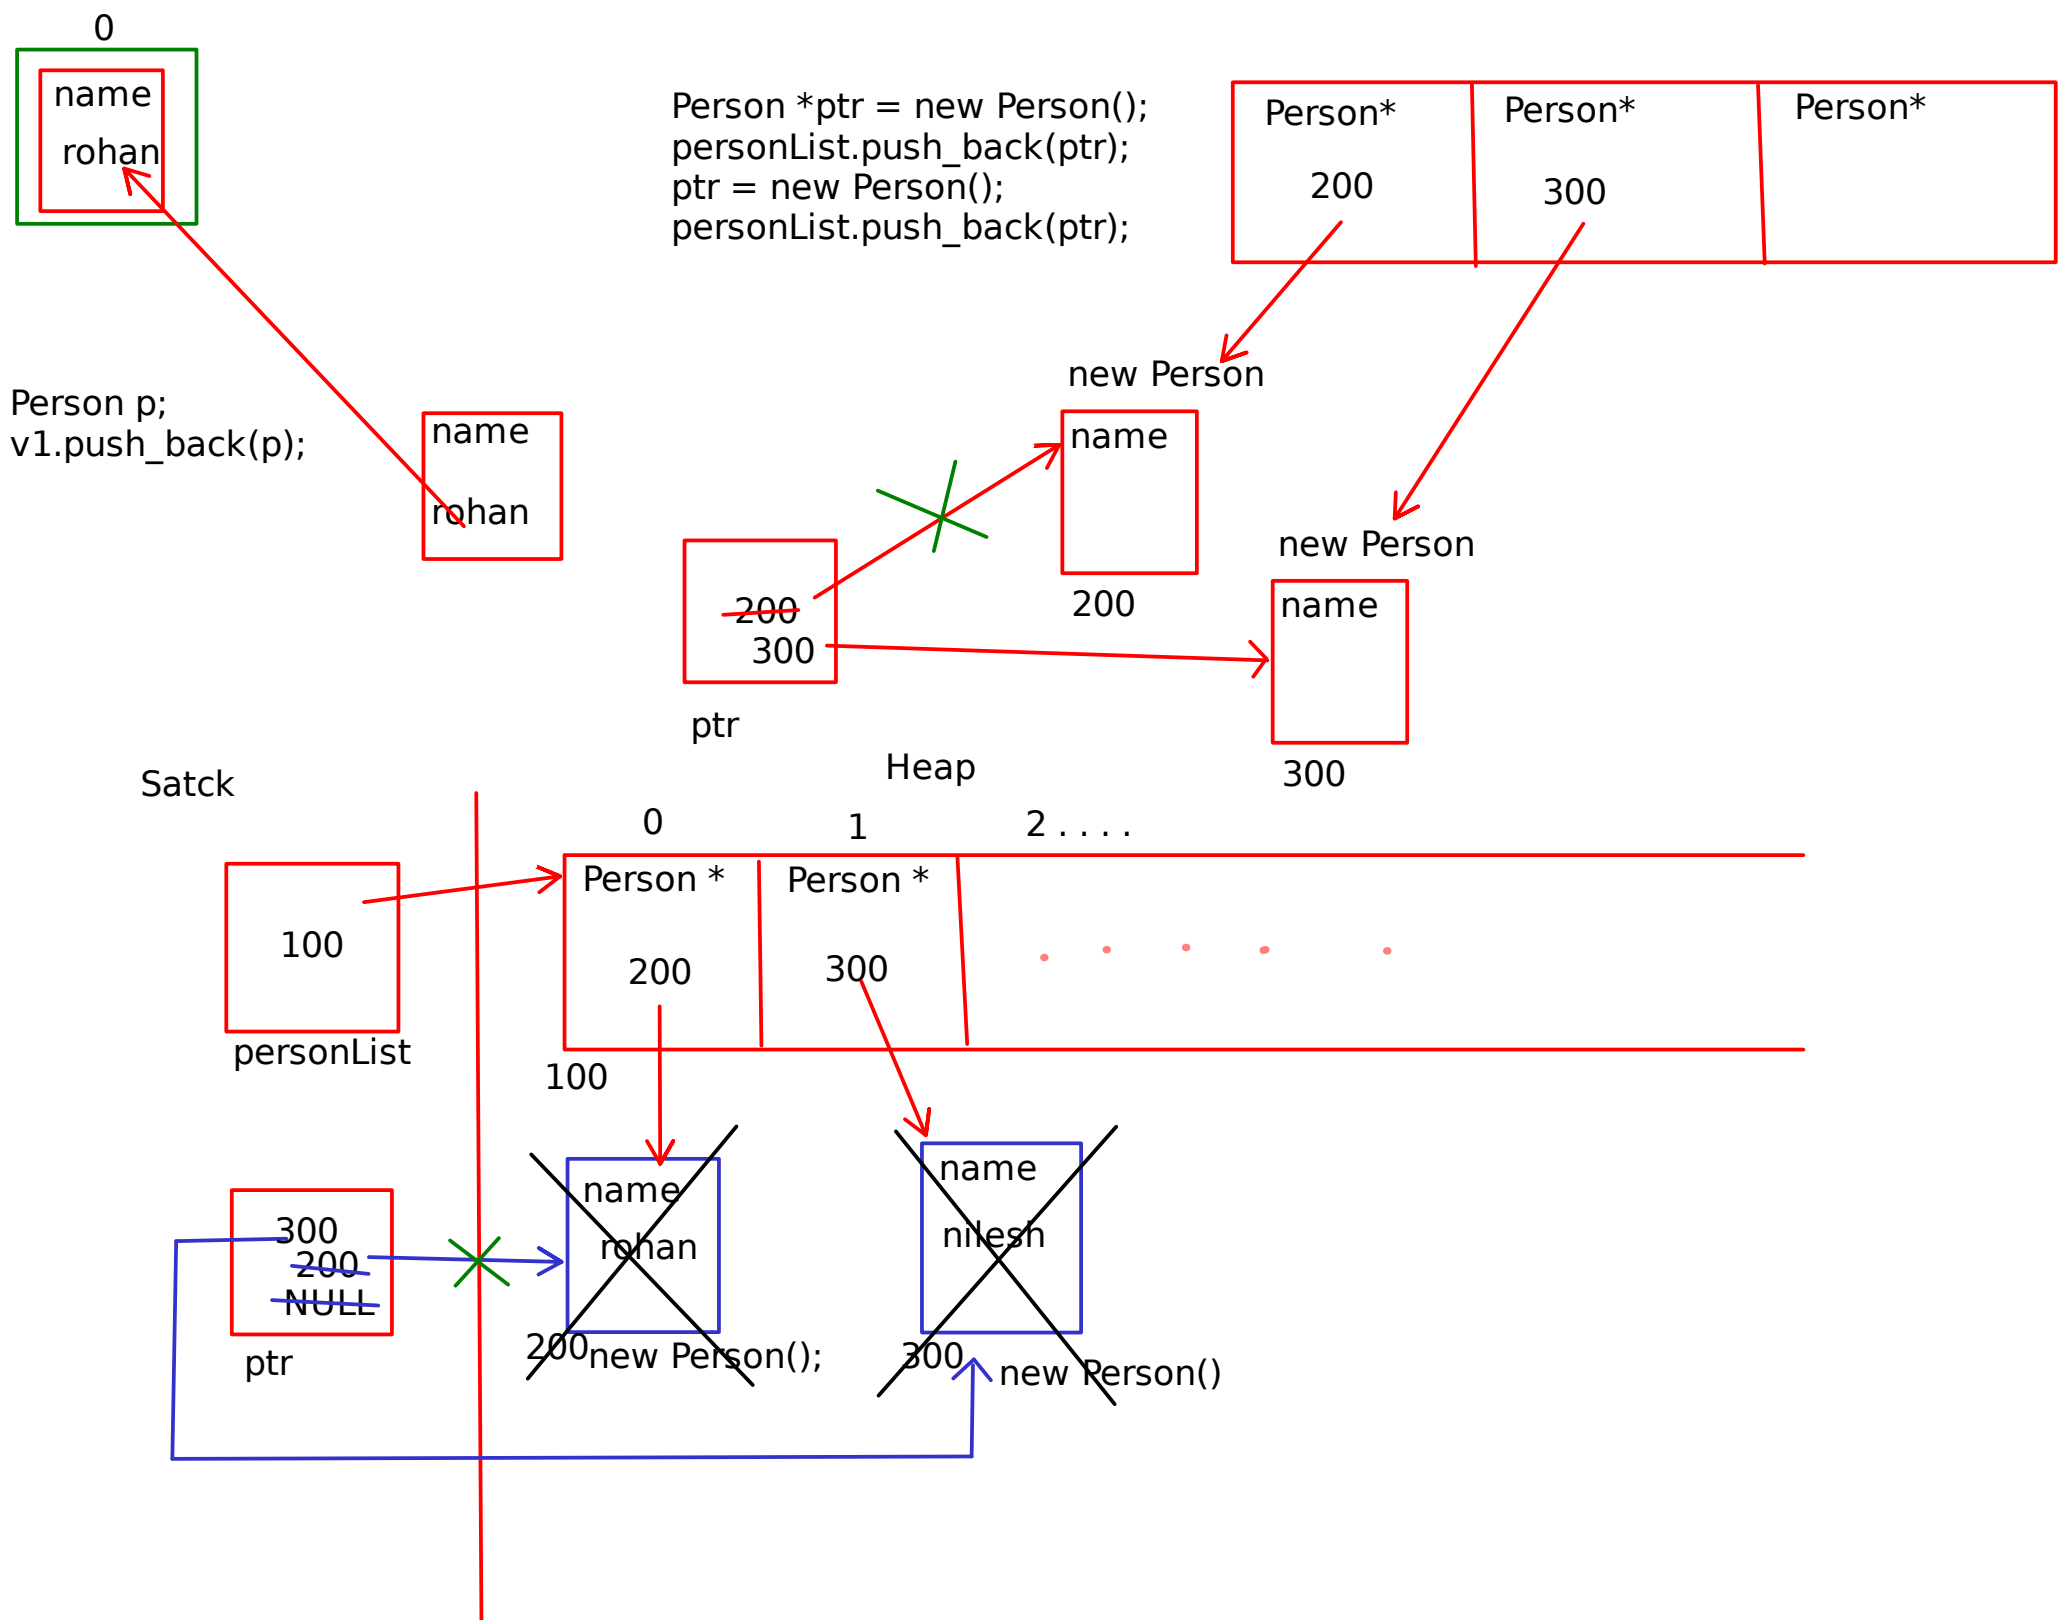 0
name
rohan
Person p;
v1.push_back(p);
name
rohan
Person *ptr = new Person();
personList.push_back(ptr);
ptr = new Person();
personList.push_back(ptr);
Person*
200
Person*
300
Person*
new Person
name
200
new Person
name
300
200
300
ptr
Satck
Heap
0
1
2 . . . .
100
personList
Person *
200
Person *
300
100
300
200
NULL
ptr
name
rohan
200
new Person();
name
nilesh
300
new Person()